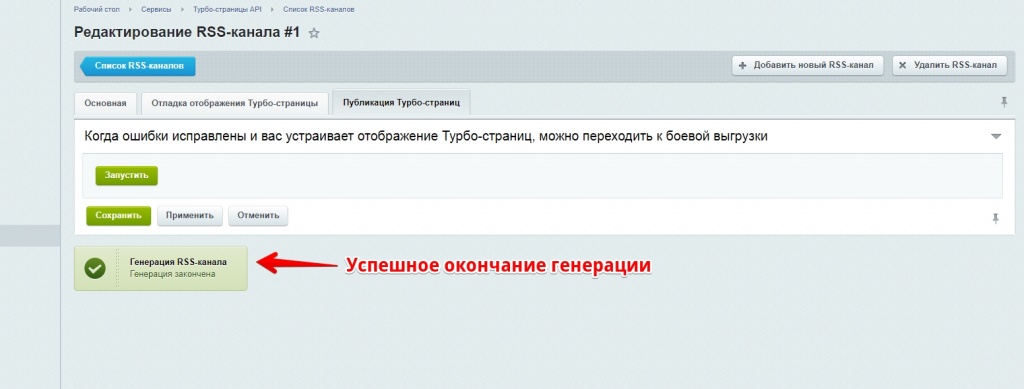 Рабочий стол Сервисы Турбо-страницы API Список RSS-каналов
Редактирование RSS-канала #1
Список RSS-каналов
Добавить новый RSS-канал
Удалить RSS-канал
Основная
Отладка отображения Турбо-страницы
Публикация Турбо-страниц
Когда ошибки исправлены и вас устраивает отображение Турбо-страниц, можно переходить к боевой выгрузки
Запустить
Сохранить
Применить
Отменить
Генерация RSS-канала
Генерация закончена
Успешное окончание генерации